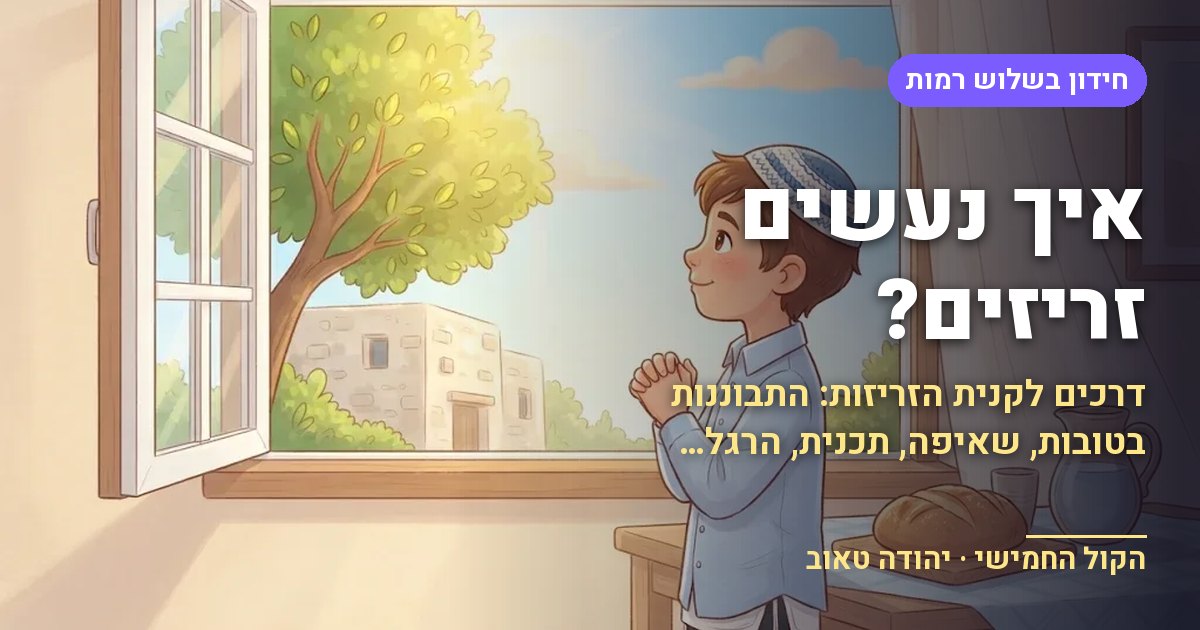 חידון בשלוש רמות
איך נעשים
זריזים?
דרכים לקנית הזריזות: התבוננות
בטובות, שאיפה, תכנית, הרגל...
הקול החמישי · יהודה טאוב